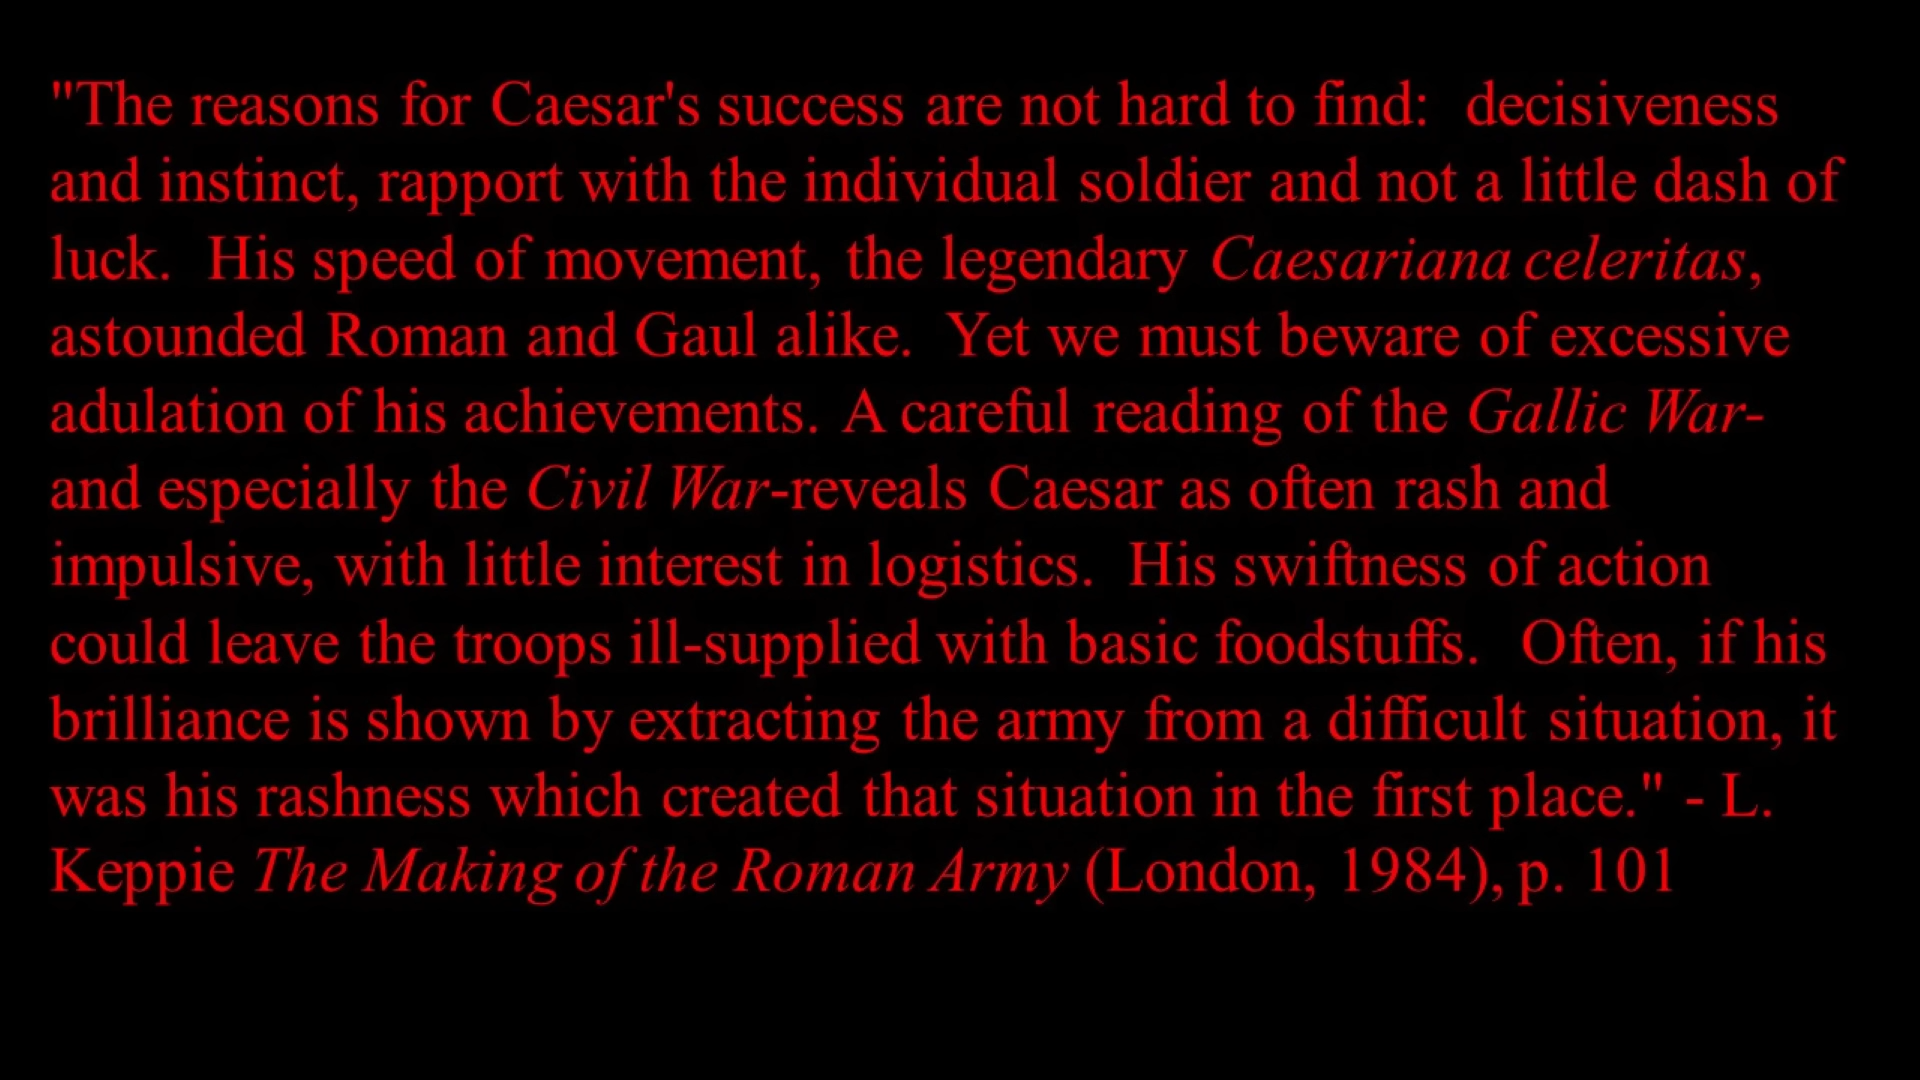 "The reasons for Caesar's success are not hard to find:  decisiveness
and instinct, rapport with the individual soldier and not a little dash of
luck.  His speed of movement, the legendary Caesariana celeritas,
astounded Roman and Gaul alike.  Yet we must beware of excessive
adulation of his achievements. A careful reading of the Gallic War-
and especially the Civil War-reveals Caesar as often rash and
impulsive, with little interest in logistics.  His swiftness of action
could leave the troops ill-supplied with basic foodstuffs.  Often, if his
brilliance is shown by extracting the army from a difficult situation, it
was his rashness which created that situation in the first place." - L.
Keppie The Making of the Roman Army (London, 1984), p. 101